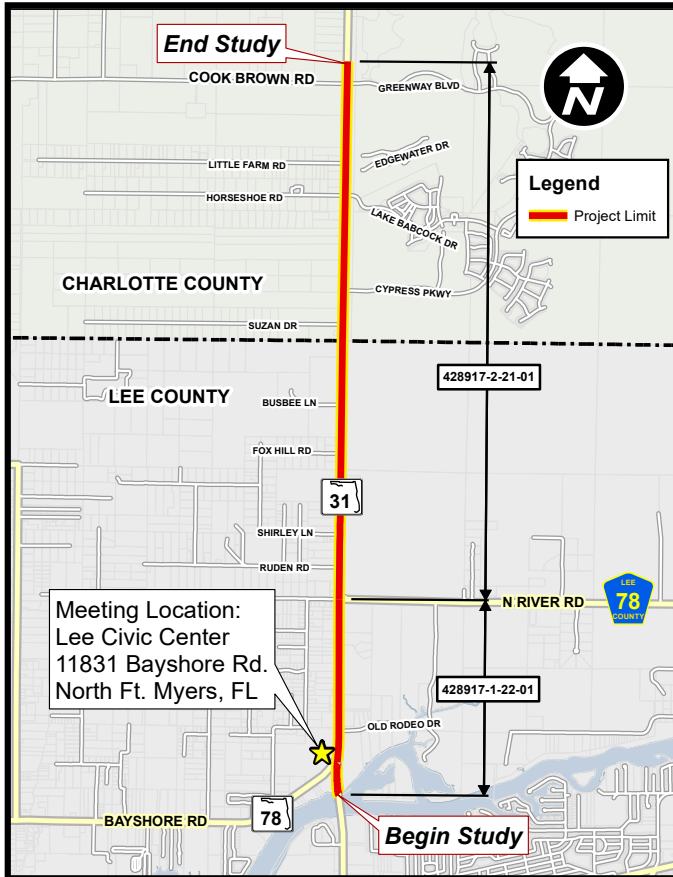 End Study
COOK BROWN RD
GREENWAY BLVD
N
EDGEWATER DR
LITTLE FARM RD
Legend
Project Limit
HORSESHOE RD
LAKE BABCOCK DR
CHARLOTTE COUNTY
CYPRESS PKWY
SUZAN DR
428917-2-21-01
LEE COUNTY
BUSBEE LN
FOX HILL RD
31
SHIRLEY LN
RUDEN RD
N RIVER RD
LEE
78
COUNTY
Meeting Location:
Lee Civic Center
11831 Bayshore Rd.
North Ft. Myers, FL
428917-1-22-01
OLD RODEO DR
78
BAYSHORE RD
Begin Study